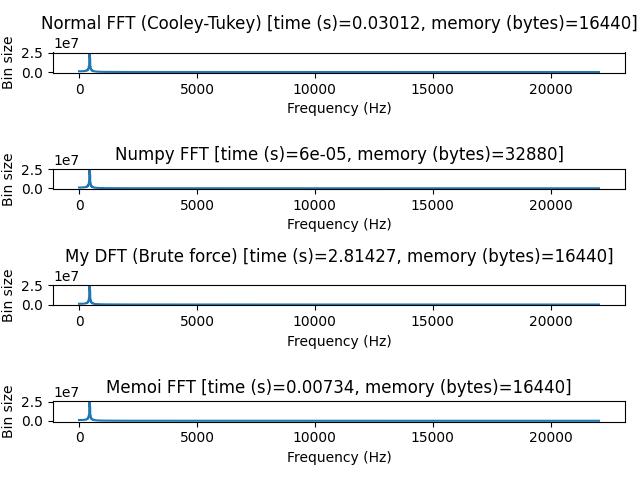 Normal FFT (Cooley-Tukey) [time (s)=0.03012, memory (bytes)=16440]
1e7
Bin size
2.5
0.0
0 5000 10000 15000 20000
Frequency (Hz)
Numpy FFT [time (s)=6e-05, memory (bytes)=32880]
1e7
Bin size
2.5
0.0
0 5000 10000 15000 20000
Frequency (Hz)
My DFT (Brute force) [time (s)=2.81427, memory (bytes)=16440]
1e7
Bin size
2.5
0.0
0 5000 10000 15000 20000
Frequency (Hz)
Memoi FFT [time (s)=0.00734, memory (bytes)=16440]
1e7
Bin size
2.5
0.0
0 5000 10000 15000 20000
Frequency (Hz)